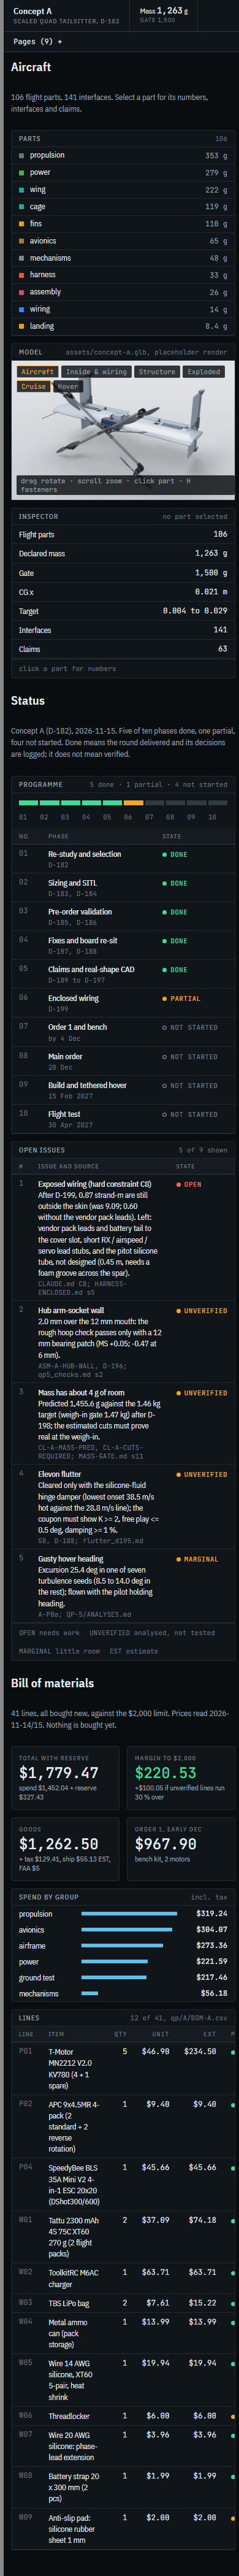 Concept A
SCALED QUAD TAILSITTER, D-182
Mass 1,263 g
GATE 1,500
Pages (9) +
Aircraft
106 flight parts, 141 interfaces. Select a part for its numbers,
interfaces and claims.
PARTS 106
propulsion 353 g
power 279 g
wing 222 g
cage 119 g
fins 110 g
avionics 65 g
mechanisms 48 g
harness 33 g
assembly 26 g
wiring 14 g
landing 8.4 g
MODEL assets/concept-a.glb, placeholder render
Aircraft Inside & wiring Structure Exploded
Cruise Hover
drag rotate · scroll zoom · click part · H
fasteners
INSPECTOR no part selected
Flight parts 106
Declared mass 1,263 g
Gate 1,500 g
CG x 0.021 m
Target 0.004 to 0.029
Interfaces 141
Claims 63
click a part for numbers
Status
Concept A (D-182), 2026-11-15. Five of ten phases done, one partial,
four not started. Done means the round delivered and its decisions
are logged; it does not mean verified.
PROGRAMME 5 done · 1 partial · 4 not started
01 02 03 04 05 06 07 08 09 10
NO. PHASE STATE
01 Re-study and selection DONE
D-182
02 Sizing and SITL DONE
D-183, D-184
03 Pre-order validation DONE
D-185, D-186
04 Fixes and board re-sit DONE
D-187, D-188
05 Claims and real-shape CAD DONE
D-189 to D-197
06 Enclosed wiring PARTIAL
D-199
07 Order 1 and bench NOT STARTED
by 4 Dec
08 Main order NOT STARTED
28 Dec
09 Build and tethered hover NOT STARTED
15 Feb 2027
10 Flight test NOT STARTED
30 Apr 2027
OPEN ISSUES 5 of 9 shown
# ISSUE AND SOURCE STATE
1 Exposed wiring (hard constraint C8) OPEN
After D-199, 0.87 strand-m are still
outside the skin (was 9.09; 0.60
without the vendor pack leads). Left:
vendor pack leads and battery tail to
the cover slot, short RX / airspeed /
servo lead stubs, and the pitot silicone
tube, not designed (0.45 m, needs a
foam groove across the spar).
CLAUDE.md C8; HARNESS-
ENCLOSED.md s5
2 Hub arm-socket wall UNVERIFIED
2.0 mm over the 12 mm mouth; the
rough hoop check passes only with a 12
mm bearing patch (MS +0.05; -0.47 at
6 mm).
ASM-A-HUB-WALL, D-196;
qp5_checks.md s2
3 Mass has about 4 g of room UNVERIFIED
Predicted 1,455.6 g against the 1.46 kg
target (weigh-in gate 1.47 kg) after D-
198; the estimated cuts must prove
real at the weigh-in.
CL-A-MASS-PRED, CL-A-CUTS-
REQUIRED; MASS-GATE.md s11
4 Elevon flutter UNVERIFIED
Cleared only with the silicone-fluid
hinge damper (lowest onset 38.5 m/s
hot against the 28.8 m/s line); the
coupon must show K >= 2, free play <=
0.5 deg, damping >= 1 %.
G8, D-188; flutter_d195.md
5 Gusty hover heading MARGINAL
Excursion 25.4 deg in one of seven
turbulence seeds (8.5 to 14.0 deg in
the rest); flown with the pilot holding
heading.
A-P8a; QP-5/ANALYSES.md
OPEN needs work UNVERIFIED analysed, not tested
MARGINAL little room EST estimate
Bill of materials
41 lines, all bought new, against the $2,000 limit. Prices read 2026-
11-14/15. Nothing is bought yet.
TOTAL WITH RESERVE
$1,779.47
spend $1,452.04 + reserve
$327.43
MARGIN TO $2,000
$220.53
~$100.05 if unverified lines run
30 % over
GOODS
$1,262.50
+ tax $129.41, ship $55.13 EST,
FAA $5
ORDER 1, EARLY DEC
$967.90
bench kit, 2 motors
SPEND BY GROUP incl. tax
propulsion $319.24
avionics $304.07
airframe $273.36
power $221.59
ground test $217.46
mechanisms $56.18
LINES 12 of 41, qp/A/BOM-A.csv
LINE ITEM QTY UNIT EXT P
P01 T-Motor 5 $46.90 $234.50
MN2212 V2.0
KV780 (4 + 1
spare)
P02 APC 9x4.5MR 4- 1 $9.40 $9.40
pack (2
standard + 2
reverse
rotation)
P04 SpeedyBee BLS 1 $45.66 $45.66
35A Mini V2 4-
in-1 ESC 20x20
(DShot300/600)
W01 Tattu 2300 mAh 2 $37.09 $74.18
4S 75C XT60
270 g (2 flight
packs)
W02 ToolkitRC M6AC 1 $63.71 $63.71
charger
W03 TBS LiPo bag 2 $7.61 $15.22
W04 Metal ammo 1 $13.99 $13.99
can (pack
storage)
W05 Wire 14 AWG 1 $19.94 $19.94
silicone, XT60
5-pair, heat
shrink
W06 Threadlocker 1 $6.00 $6.00
W07 Wire 20 AWG 1 $3.96 $3.96
silicone: phase-
lead extension
W08 Battery strap 20 1 $1.99 $1.99
x 300 mm (2
pcs)
W09 Anti-slip pad: 1 $2.00 $2.00
silicone rubber
sheet 1 mm